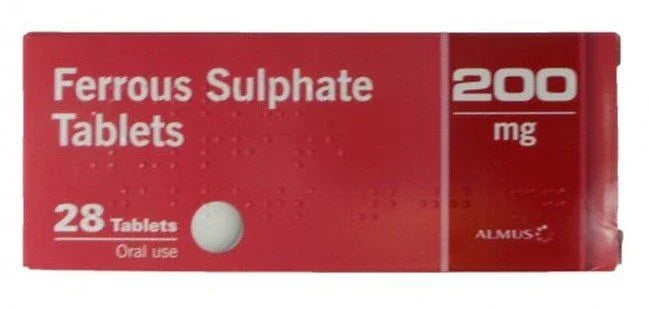 Ferrous Sulphate
Tablets
200
mg
28 Tablets
Oral use
ALMUS